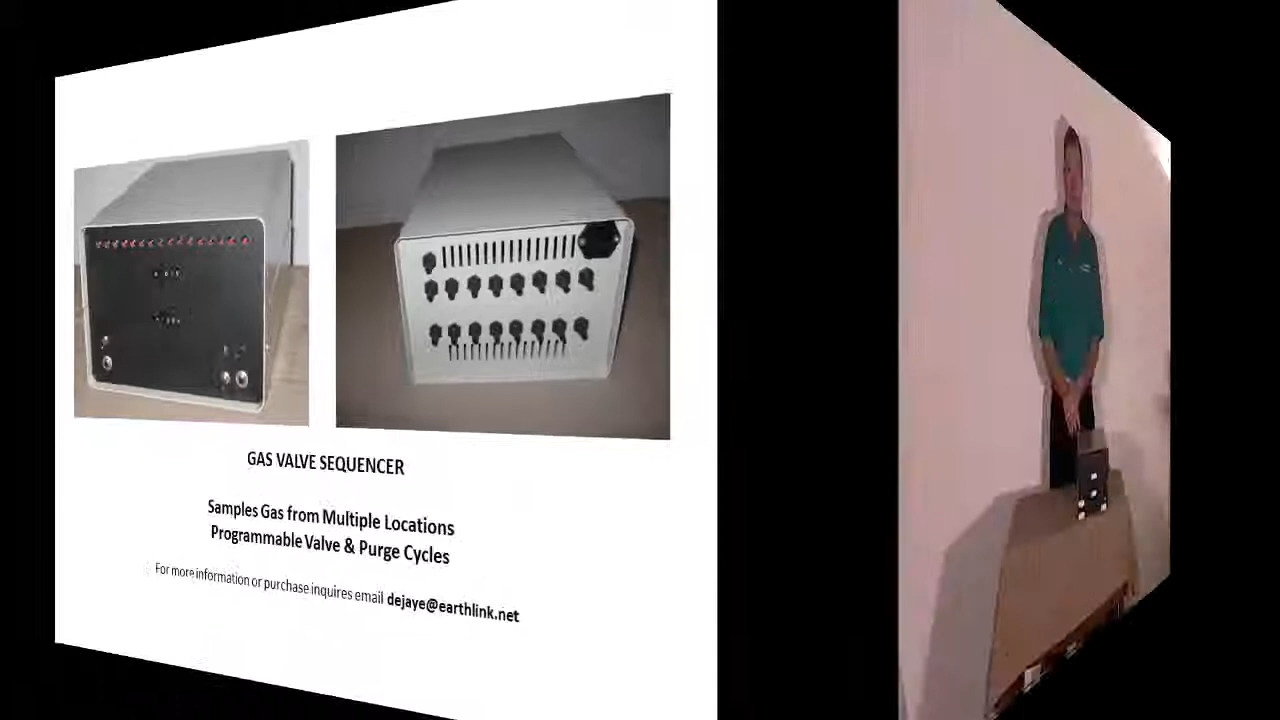 GAS VALVE SEQUENCER
Samples Gas from Multiple Locations
Programmable Valve & Purge Cycles
For more information or purchase inquires email dejaye@earthlink.net